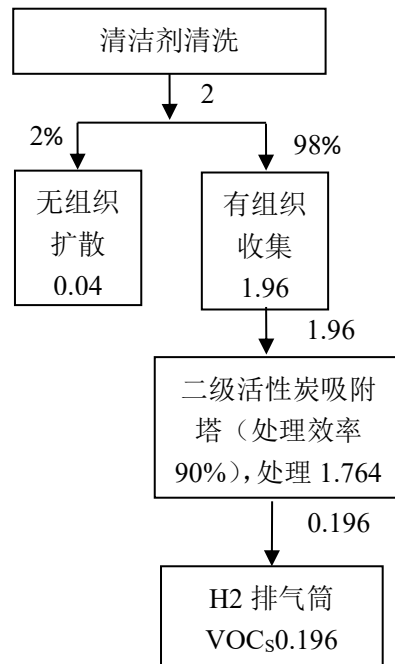 清洁剂清洗
2
2%
98%
无组织
扩散
0.04
有组织
收集
1.96
1.96
二级活性炭吸附
塔（处理效率
90%），处理 1.764
0.196
H2 排气筒
VOCS0.196